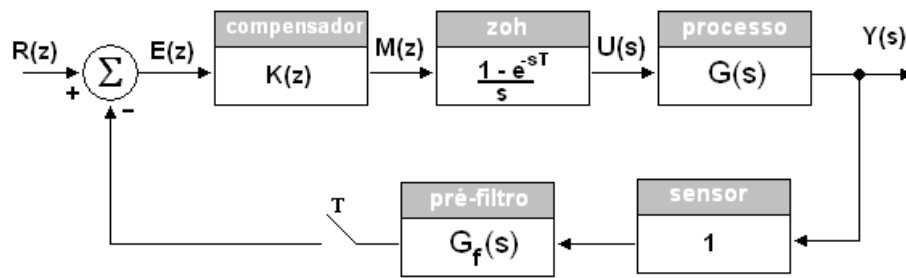 compensador
zoh
processo
R(z)
E(z)
M(z)
U(s)
Y(s)
Σ
+
−
K(z)
1 - e^-sT
s
G(s)
T
pré-filtro
sensor
G_f(s)
1